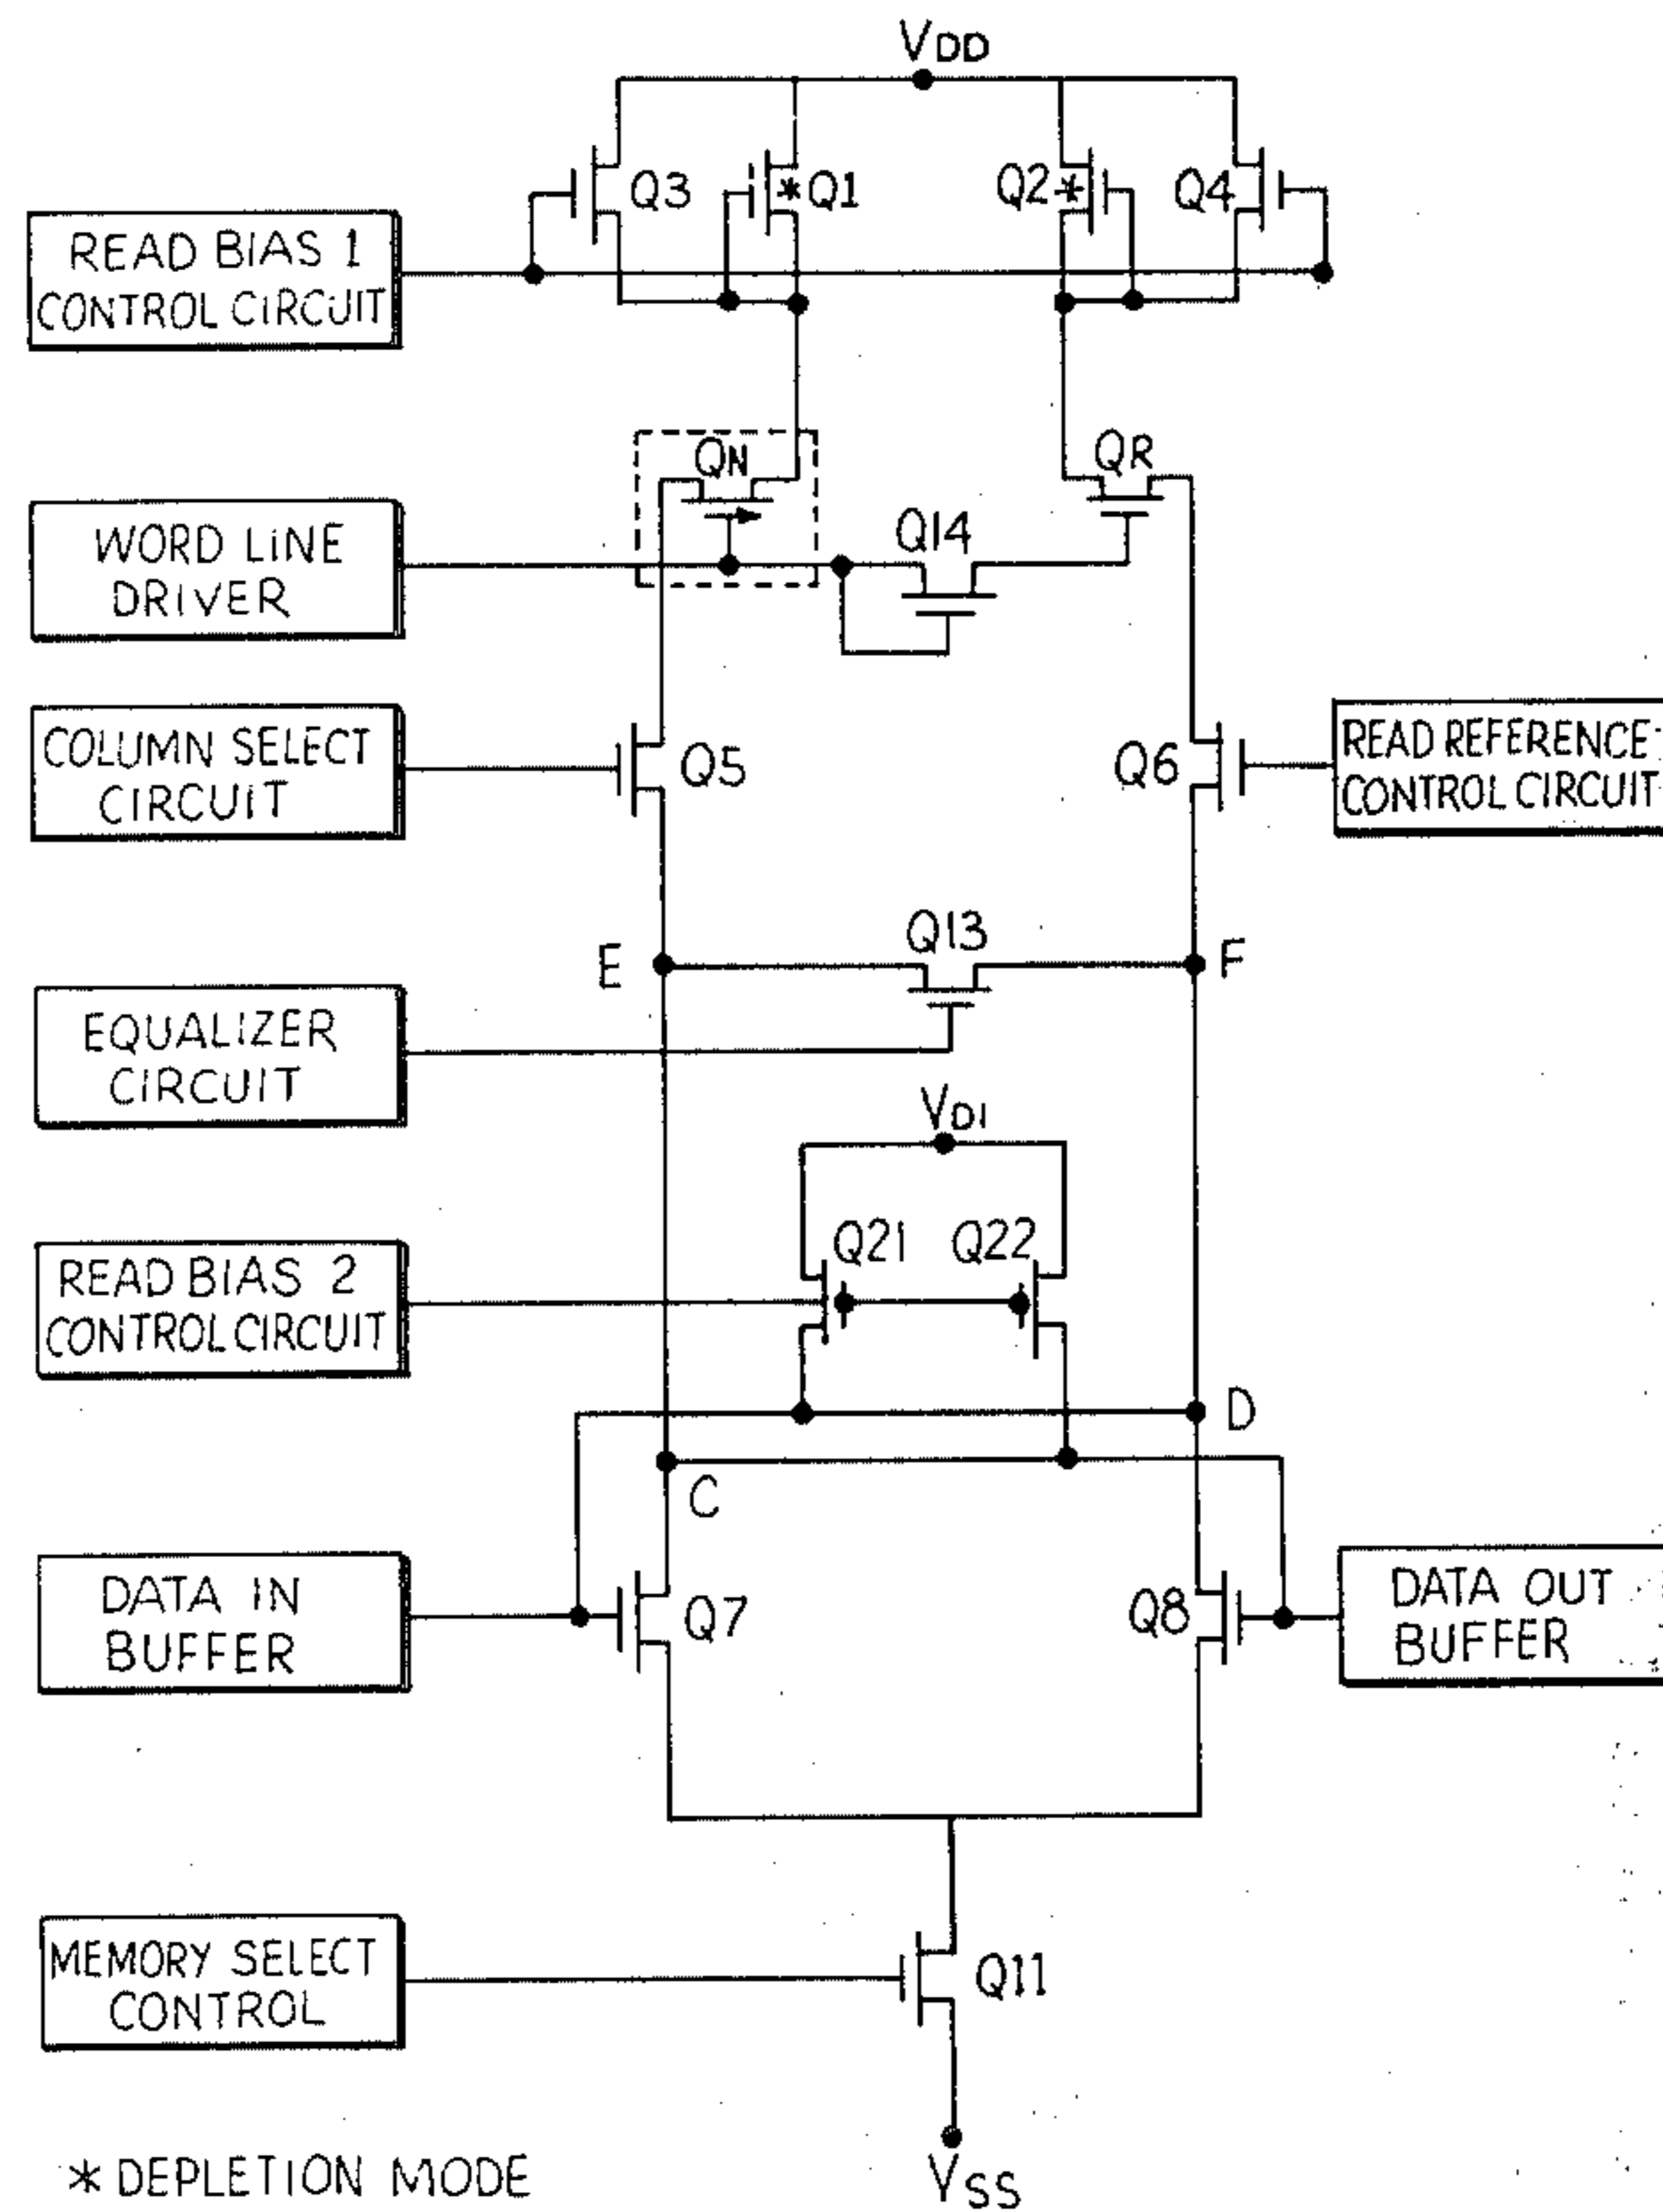 VDD
Q3
* Q1
Q2 *
Q4
READ BIAS 1
CONTROL CIRCUIT
QN
QR
WORD LINE
DRIVER
Q14
COLUMN SELECT
CIRCUIT
Q5
Q6
READ REFERENCE
CONTROL CIRCUIT
Q13
E
F
EQUALIZER
CIRCUIT
VDI
Q21
Q22
READ BIAS 2
CONTROL CIRCUIT
D
C
DATA IN
BUFFER
Q7
Q8
DATA OUT
BUFFER
MEMORY SELECT
CONTROL
Q11
* DEPLETION MODE
VSS